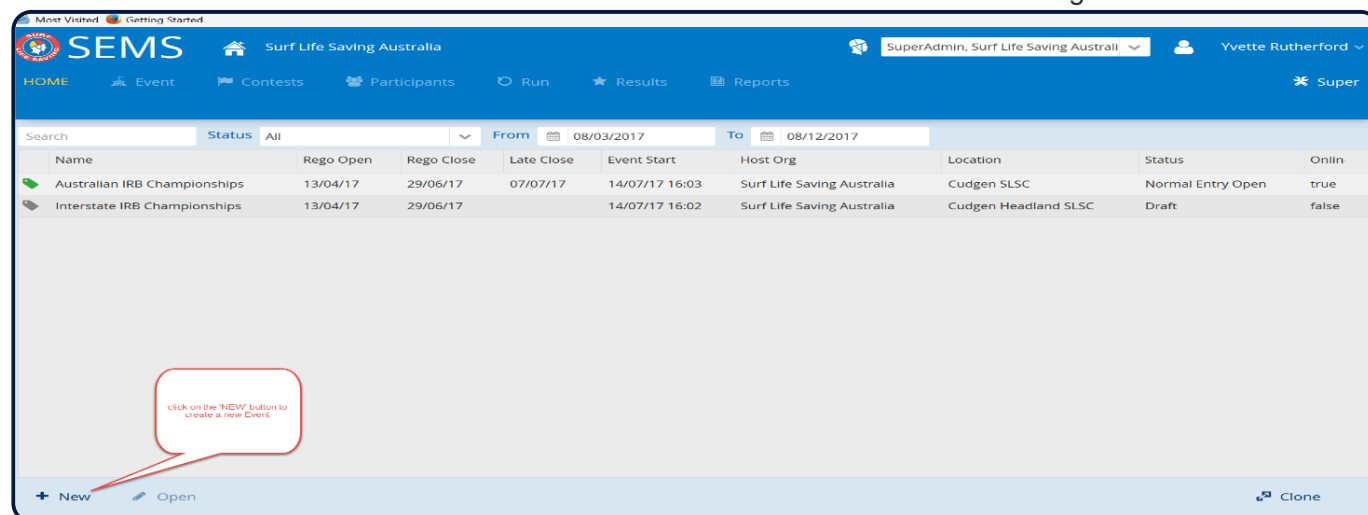 Most Visited Getting Started
SURF LIFE SAVING SEMS Surf Life Saving Australia SuperAdmin, Surf Life Saving Australi Yvette Rutherford
HOME Event Contests Participants Run Results Reports Super
Search Status All From 08/03/2017 To 08/12/2017
Name Rego Open Rego Close Late Close Event Start Host Org Location Status Onlin
Australian IRB Championships 13/04/17 29/06/17 07/07/17 14/07/17 16:03 Surf Life Saving Australia Cudgen SLSC Normal Entry Open true
Interstate IRB Championships 13/04/17 29/06/17 14/07/17 16:02 Surf Life Saving Australia Cudgen Headland SLSC Draft false
click on the 'NEW' button to
create a new Event
+ New Open Clone